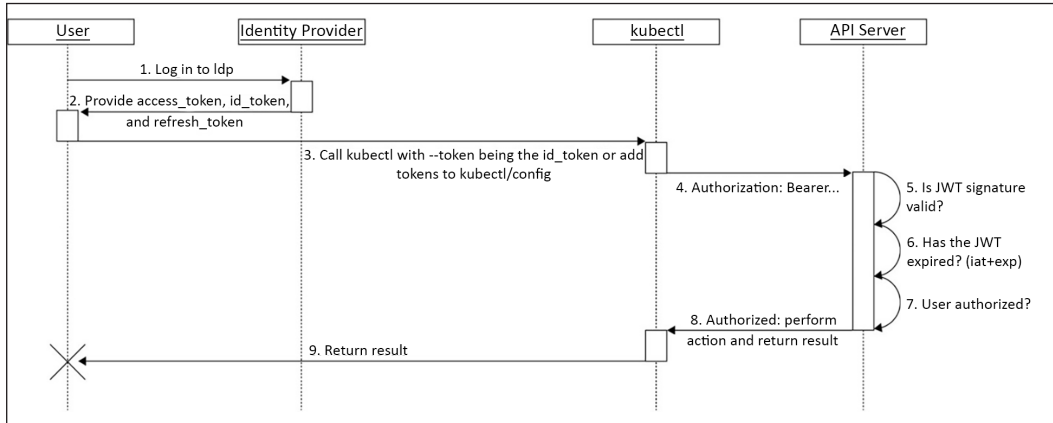 User
Identity Provider
kubectl
API Server
1. Log in to ldp
2. Provide access_token, id_token,
and refresh_token
3. Call kubectl with --token being the id_token or add
tokens to kubectl/config
4. Authorization: Bearer...
5. Is JWT signature
valid?
6. Has the JWT
expired? (iat+exp)
7. User authorized?
8. Authorized: perform
action and return result
9. Return result